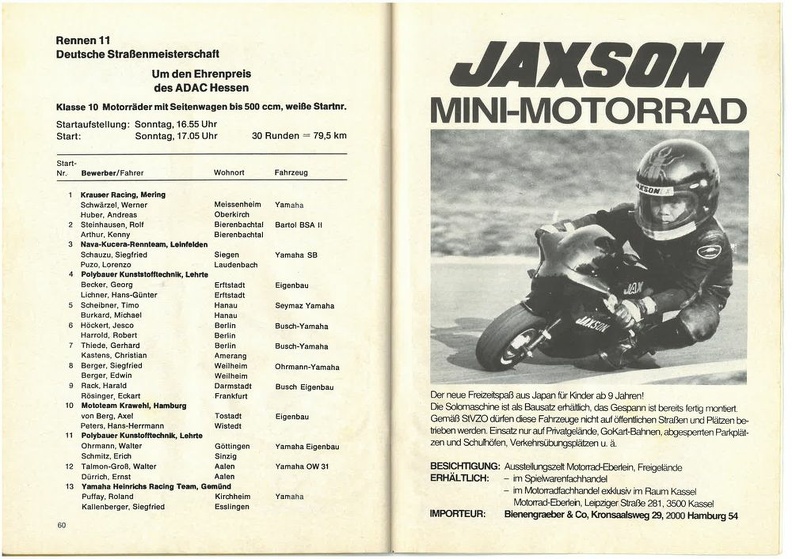 Rennen 11
Deutsche Straßenmeisterschaft
Um den Ehrenpreis
des ADAC Hessen
Klasse 10 Motorräder mit Seitenwagen bis 500 ccm, weiße Startnr.
Startaufstellung: Sonntag, 16.55 Uhr
Start: Sonntag, 17.05 Uhr 30 Runden = 79,5 km
Start-
Nr. Bewerber/Fahrer Wohnort Fahrzeug
1 Krauser Racing, Mering
Schwärzel, Werner Meissenheim Yamaha
Huber, Andreas Oberkirch
2 Steinhausen, Rolf Bierenbachtal Bartol BSA II
Arthur, Kenny Bierenbachtal
3 Nava-Kucera-Rennteam, Leinfelden
Schauzu, Siegfried Siegen Yamaha SB
Puzo, Lorenzo Laudenbach
4 Polybauer Kunststofftechnik, Lehrte
Becker, Georg Erftstadt Eigenbau
Lichner, Hans-Günter Erftstadt
5 Scheibner, Timo Hanau Seymaz Yamaha
Burkard, Michael Hanau
6 Höckert, Jesco Berlin Busch-Yamaha
Harrold, Robert Berlin
7 Thiede, Gerhard Berlin Busch-Yamaha
Kastens, Christian Amerang
8 Berger, Siegfried Weilheim Ohrmann-Yamaha
Berger, Edwin Weilheim
9 Rack, Harald Darmstadt Busch Eigenbau
Rösinger, Eckart Frankfurt
10 Mototeam Krawehl, Hamburg
von Berg, Axel Tostadt Eigenbau
Peters, Hans-Herrmann Wistedt
11 Polybauer Kunstofftechnik, Lehrte
Ohrmann, Walter Göttingen Yamaha Eigenbau
Schmitz, Erich Sinzig
12 Talmon-Groß, Walter Aalen Yamaha OW 31
Dürrich, Ernst Aalen
13 Yamaha Heinrichs Racing Team, Gemünd
Puffay, Roland Kirchheim Yamaha
Kallenberger, Siegfried Esslingen
60
JAXSON
MINI-MOTORRAD
JAXSON
JAX
JAXSON
Der neue Freizeitspaß aus Japan für Kinder ab 9 Jahren!
Die Solomaschine ist als Bausatz erhältlich, das Gespann ist bereits fertig montiert.
Gemäß StVZO dürfen diese Fahrzeuge nicht auf öffentlichen Straßen und Plätzen be-
trieben werden. Einsatz nur auf Privatgelände, GoKart-Bahnen, abgesperrten Parkplät-
zen und Schulhöfen, Verkehrsübungsplätzen u. ä.
BESICHTIGUNG: Ausstellungszelt Motorrad-Eberlein, Freigelände
ERHÄLTLICH: – im Spielwarenfachhandel
– im Motorradfachhandel exklusiv im Raum Kassel
Motorrad-Eberlein, Leipziger Straße 281, 3500 Kassel
IMPORTEUR: Bienengraeber & Co, Kronsaalsweg 29, 2000 Hamburg 54